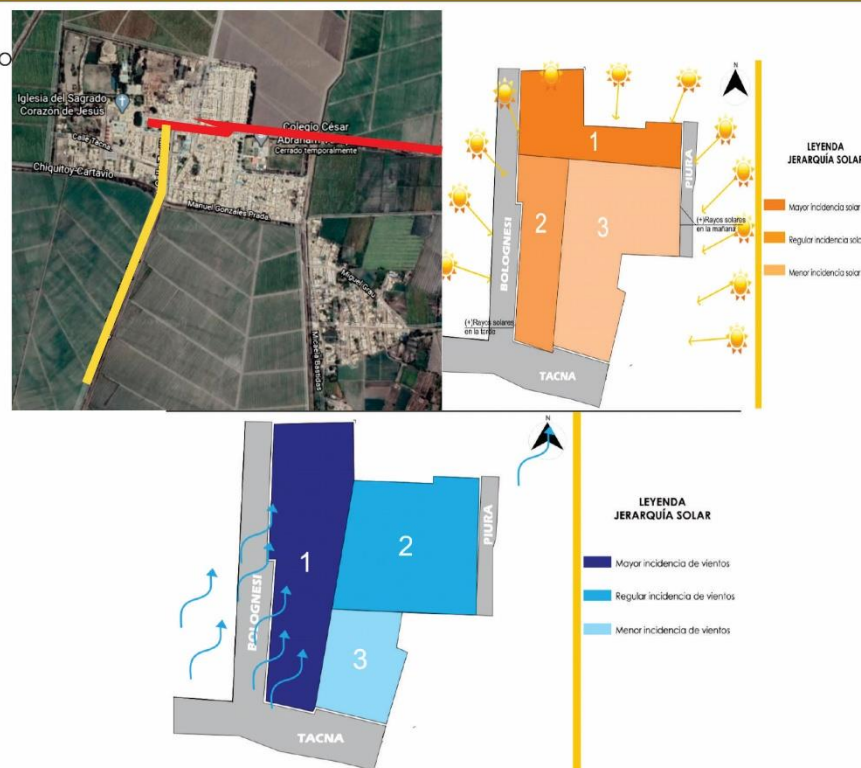 O
Iglesia del Sagrado
Corazón de Jesús
Colegio César
Abraham
Cerrado temporalmente
Calle Tacna
Chiquitoy Cartavio
Manuel Gonzales Prada
Miguel Grau
Micaela Bastidas
N
1
2
3
BOLOGNESI
PIURA
TACNA
(+)Rayos solares
en la mañana
(+)Rayos solares
en la tarde
LEYENDA
JERARQUÍA SOLAR
Mayor incidencia solar
Regular incidencia solar
Menor incidencia solar
N
1
2
3
BOLOGNESI
PIURA
TACNA
LEYENDA
JERARQUÍA SOLAR
Mayor incidencia de vientos
Regular incidencia de vientos
Menor incidencia de vientos